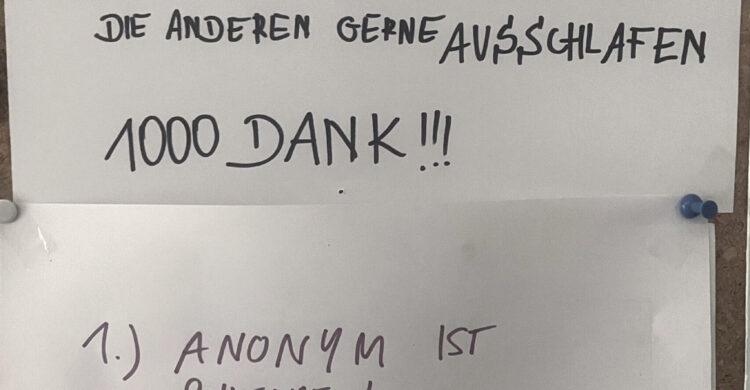 DIE ANDEREN GERNE AUSSCHLAFEN
1000 DANK!!!
1.) ANONYM IST